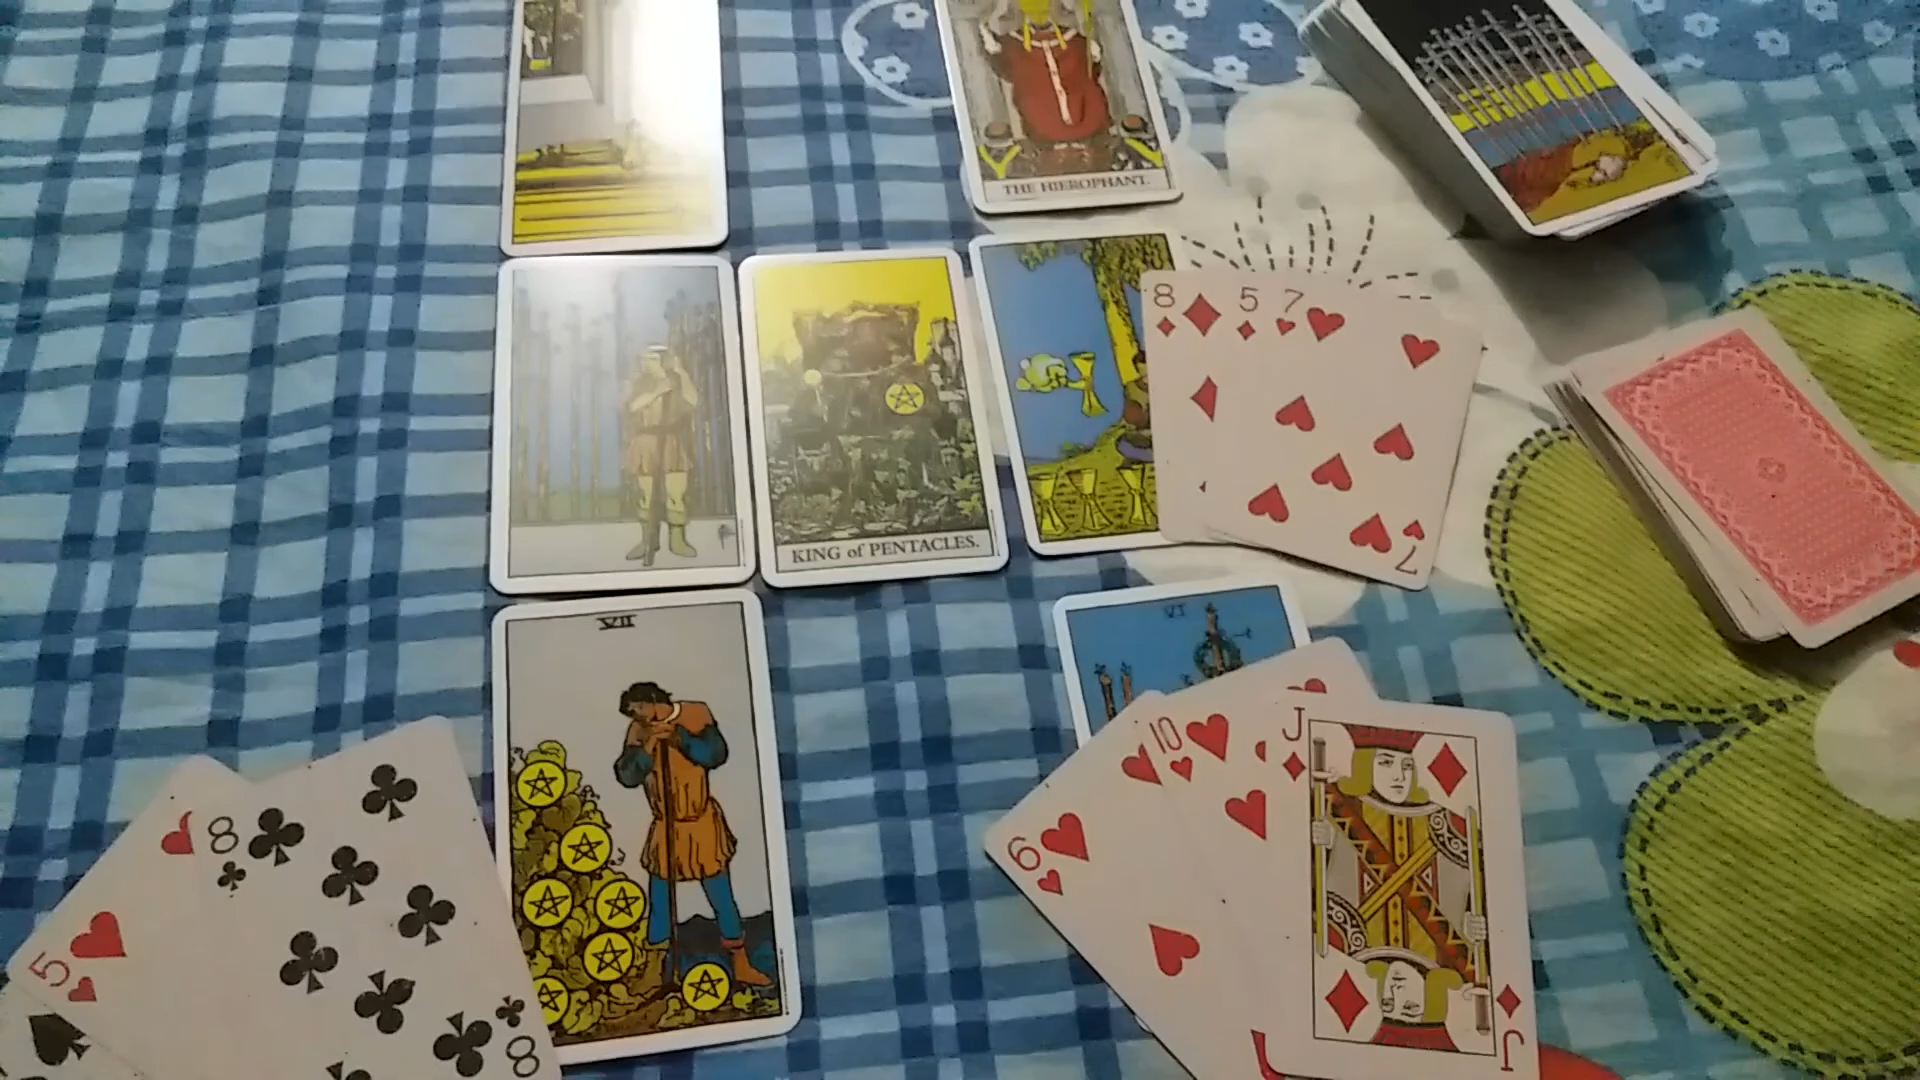 THE HIEROPHANT.
8 5 7
KING of PENTACLES.
7
VII
VI
10
J
6
8
5
8
J